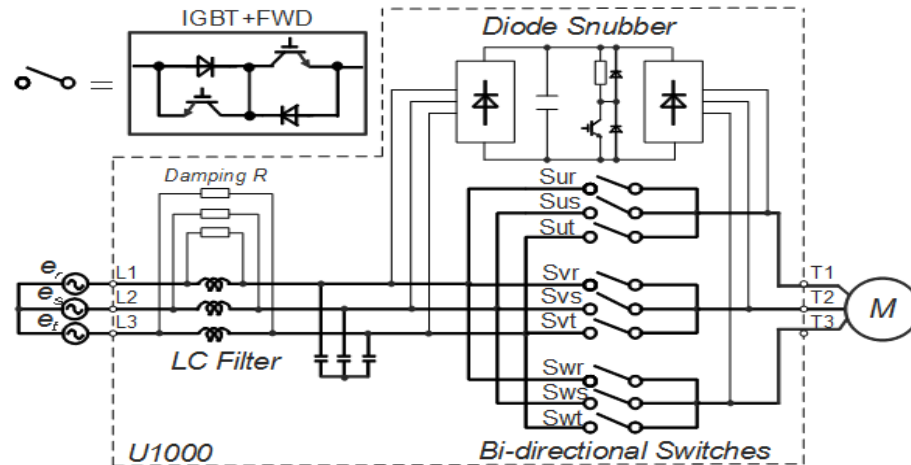 IGBT+FWD
Diode Snubber
=
Damping R
Sur
Sus
Sut
er
L1
T1
es
L2
Svr
Svs
T2
M
et
L3
Svt
T3
LC Filter
Swr
Sws
Swt
U1000
Bi-directional Switches